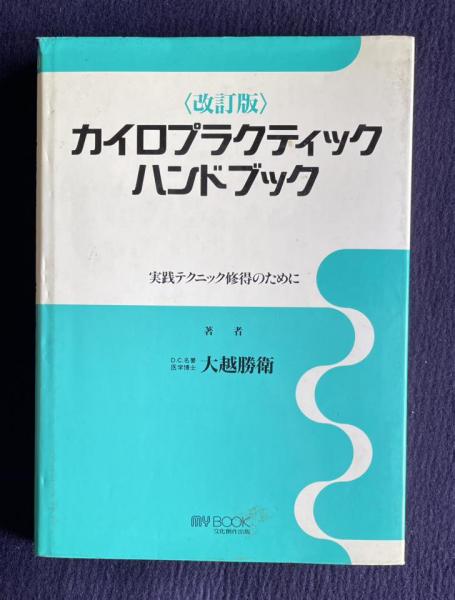 〈改訂版〉
カイロプラクティック
ハンドブック
実践テクニック修得のために
著 者
D.C.名誉
医学博士
大越勝衛
MY BOOK
文化創作出版